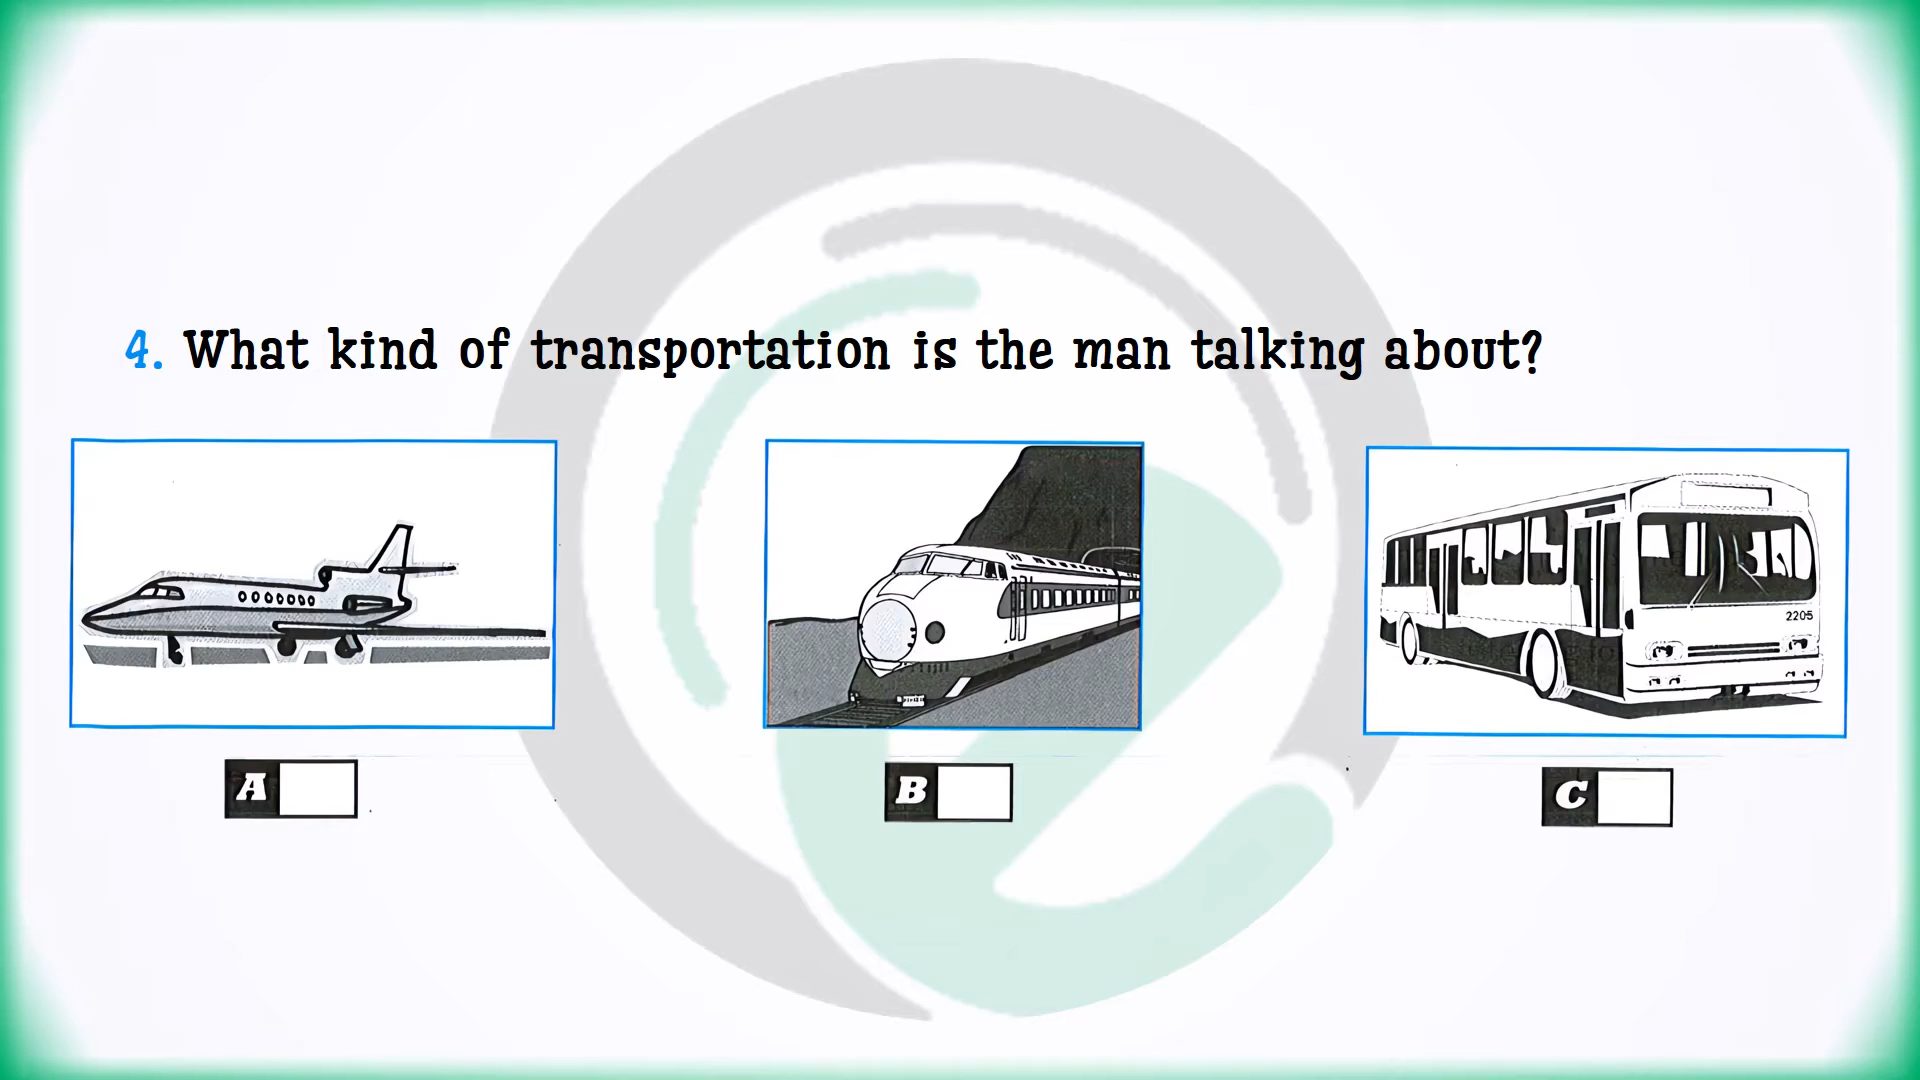 4. What kind of transportation is the man talking about?
2205
A
B
C